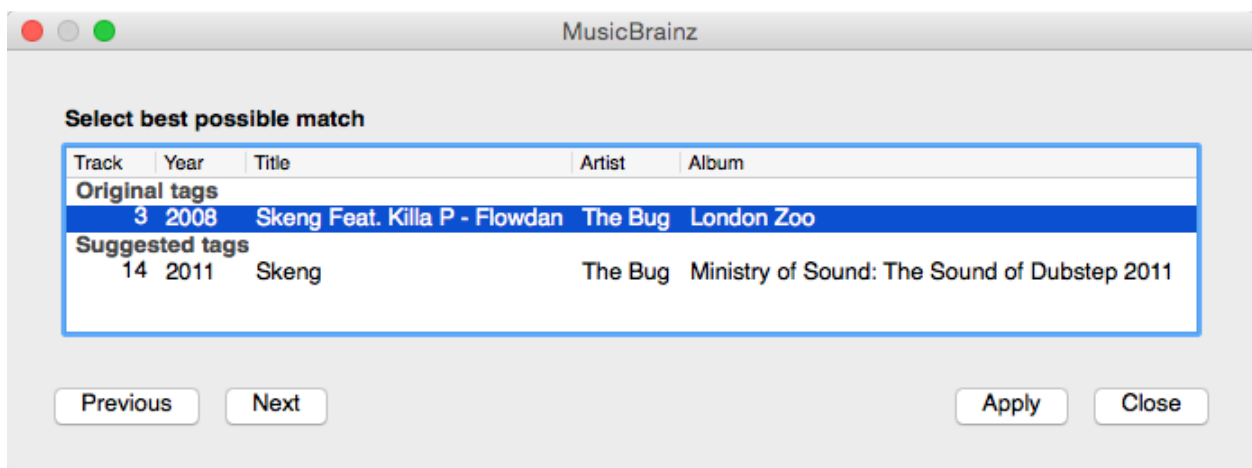 MusicBrainz
Select best possible match
Track Year Title Artist Album
Original tags
3 2008 Skeng Feat. Killa P - Flowdan The Bug London Zoo
Suggested tags
14 2011 Skeng The Bug Ministry of Sound: The Sound of Dubstep 2011
Previous Next Apply Close